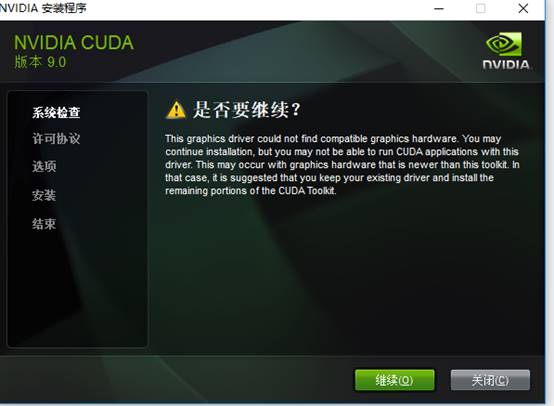 NVIDIA 安装程序
NVIDIA CUDA
版本 9.0
NVIDIA.
系统检查
许可协议
选项
安装
结束
是否要继续？
This graphics driver could not find compatible graphics hardware. You may
continue installation, but you may not be able to run CUDA applications with this
driver. This may occur with graphics hardware that is newer than this toolkit. In
that case, it is suggested that you keep your existing driver and install the
remaining portions of the CUDA Toolkit.
继续(O)
关闭(C)